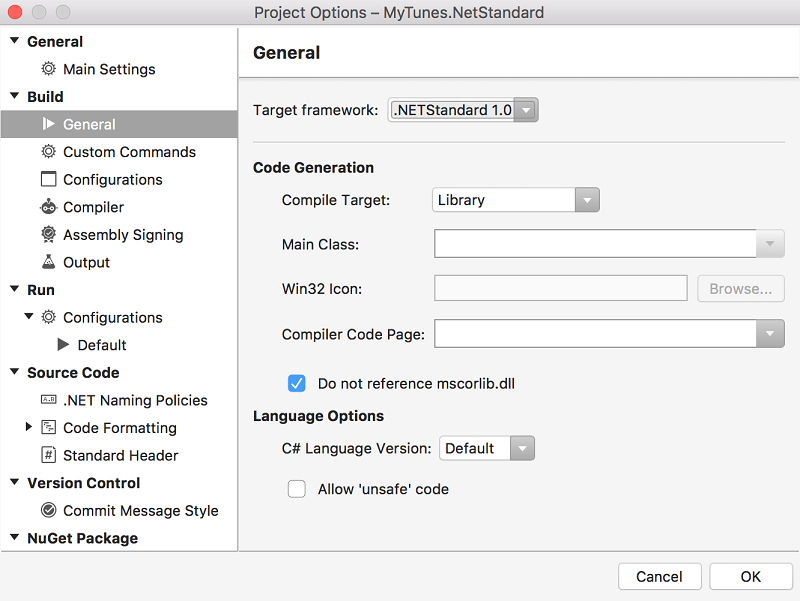 Project Options – MyTunes.NetStandard
General
Main Settings
Build
General
Custom Commands
Configurations
Compiler
Assembly Signing
Output
Run
Configurations
Default
Source Code
.NET Naming Policies
Code Formatting
Standard Header
Version Control
Commit Message Style
NuGet Package
General
Target framework: .NETStandard 1.0
Code Generation
Compile Target: Library
Main Class:
Win32 Icon: Browse...
Compiler Code Page:
Do not reference mscorlib.dll
Language Options
C# Language Version: Default
Allow 'unsafe' code
Cancel OK